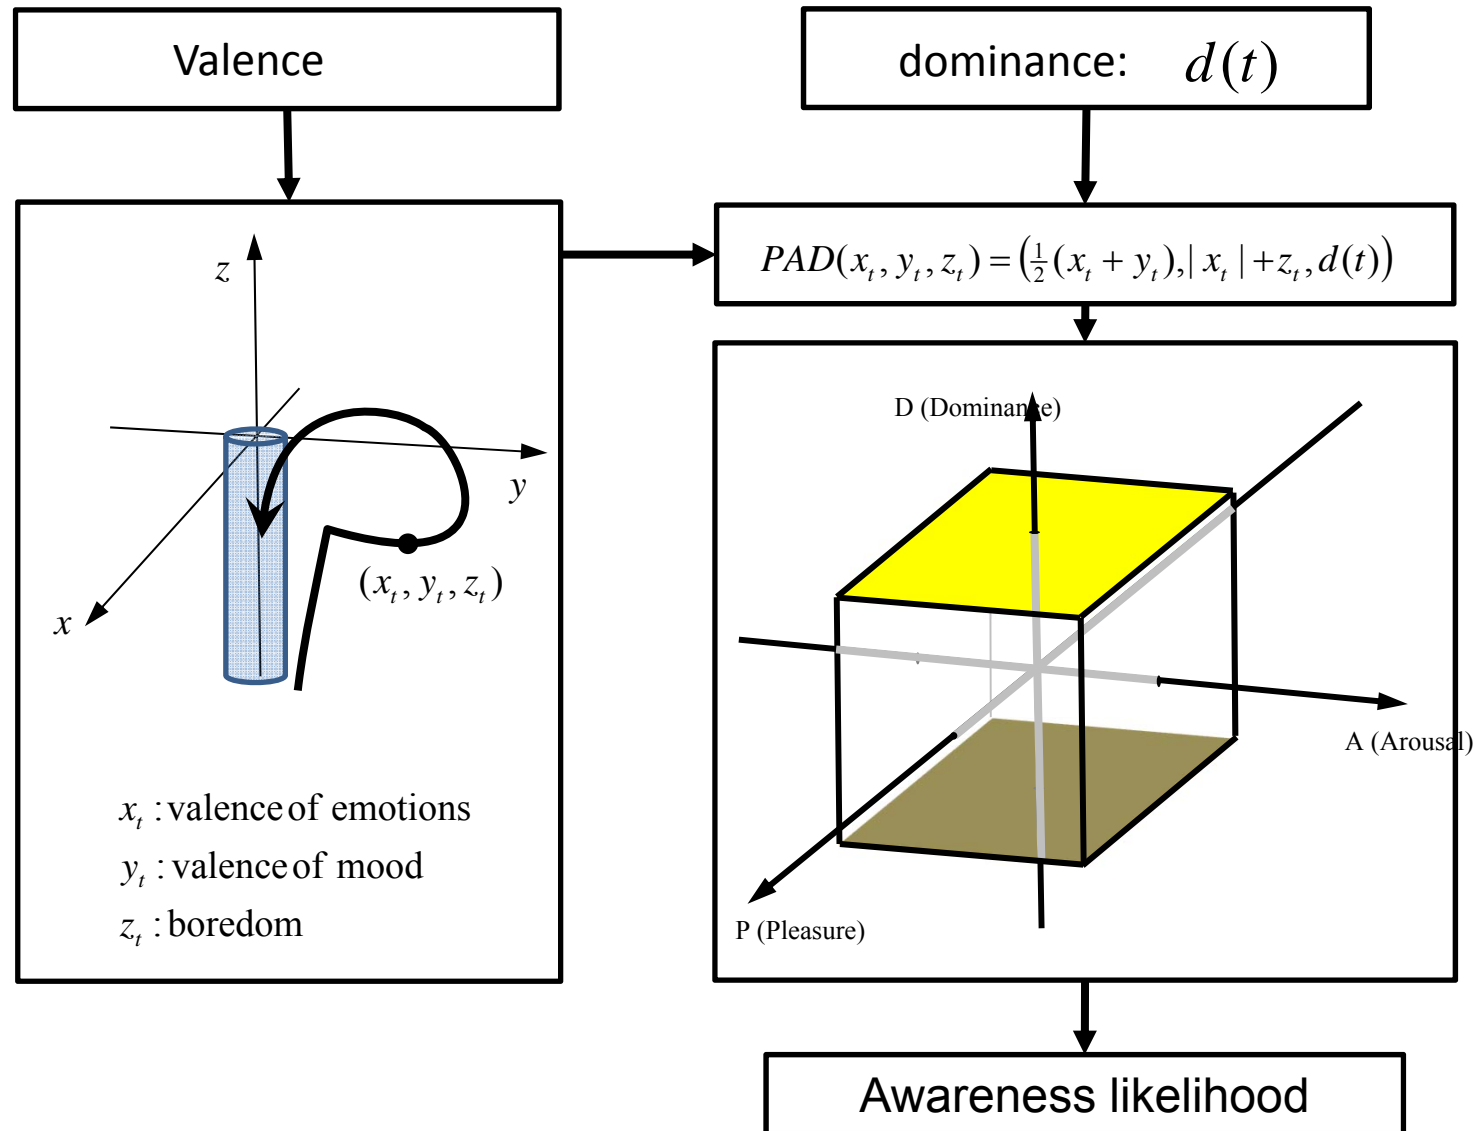 Valence
dominance: d(t)
z
y
x
(x_t, y_t, z_t)
x_t : valence of emotions
y_t : valence of mood
z_t : boredom
PAD(x_t, y_t, z_t) = (½(x_t + y_t), | x_t | + z_t, d(t))
D (Dominance)
A (Arousal)
P (Pleasure)
Awareness likelihood